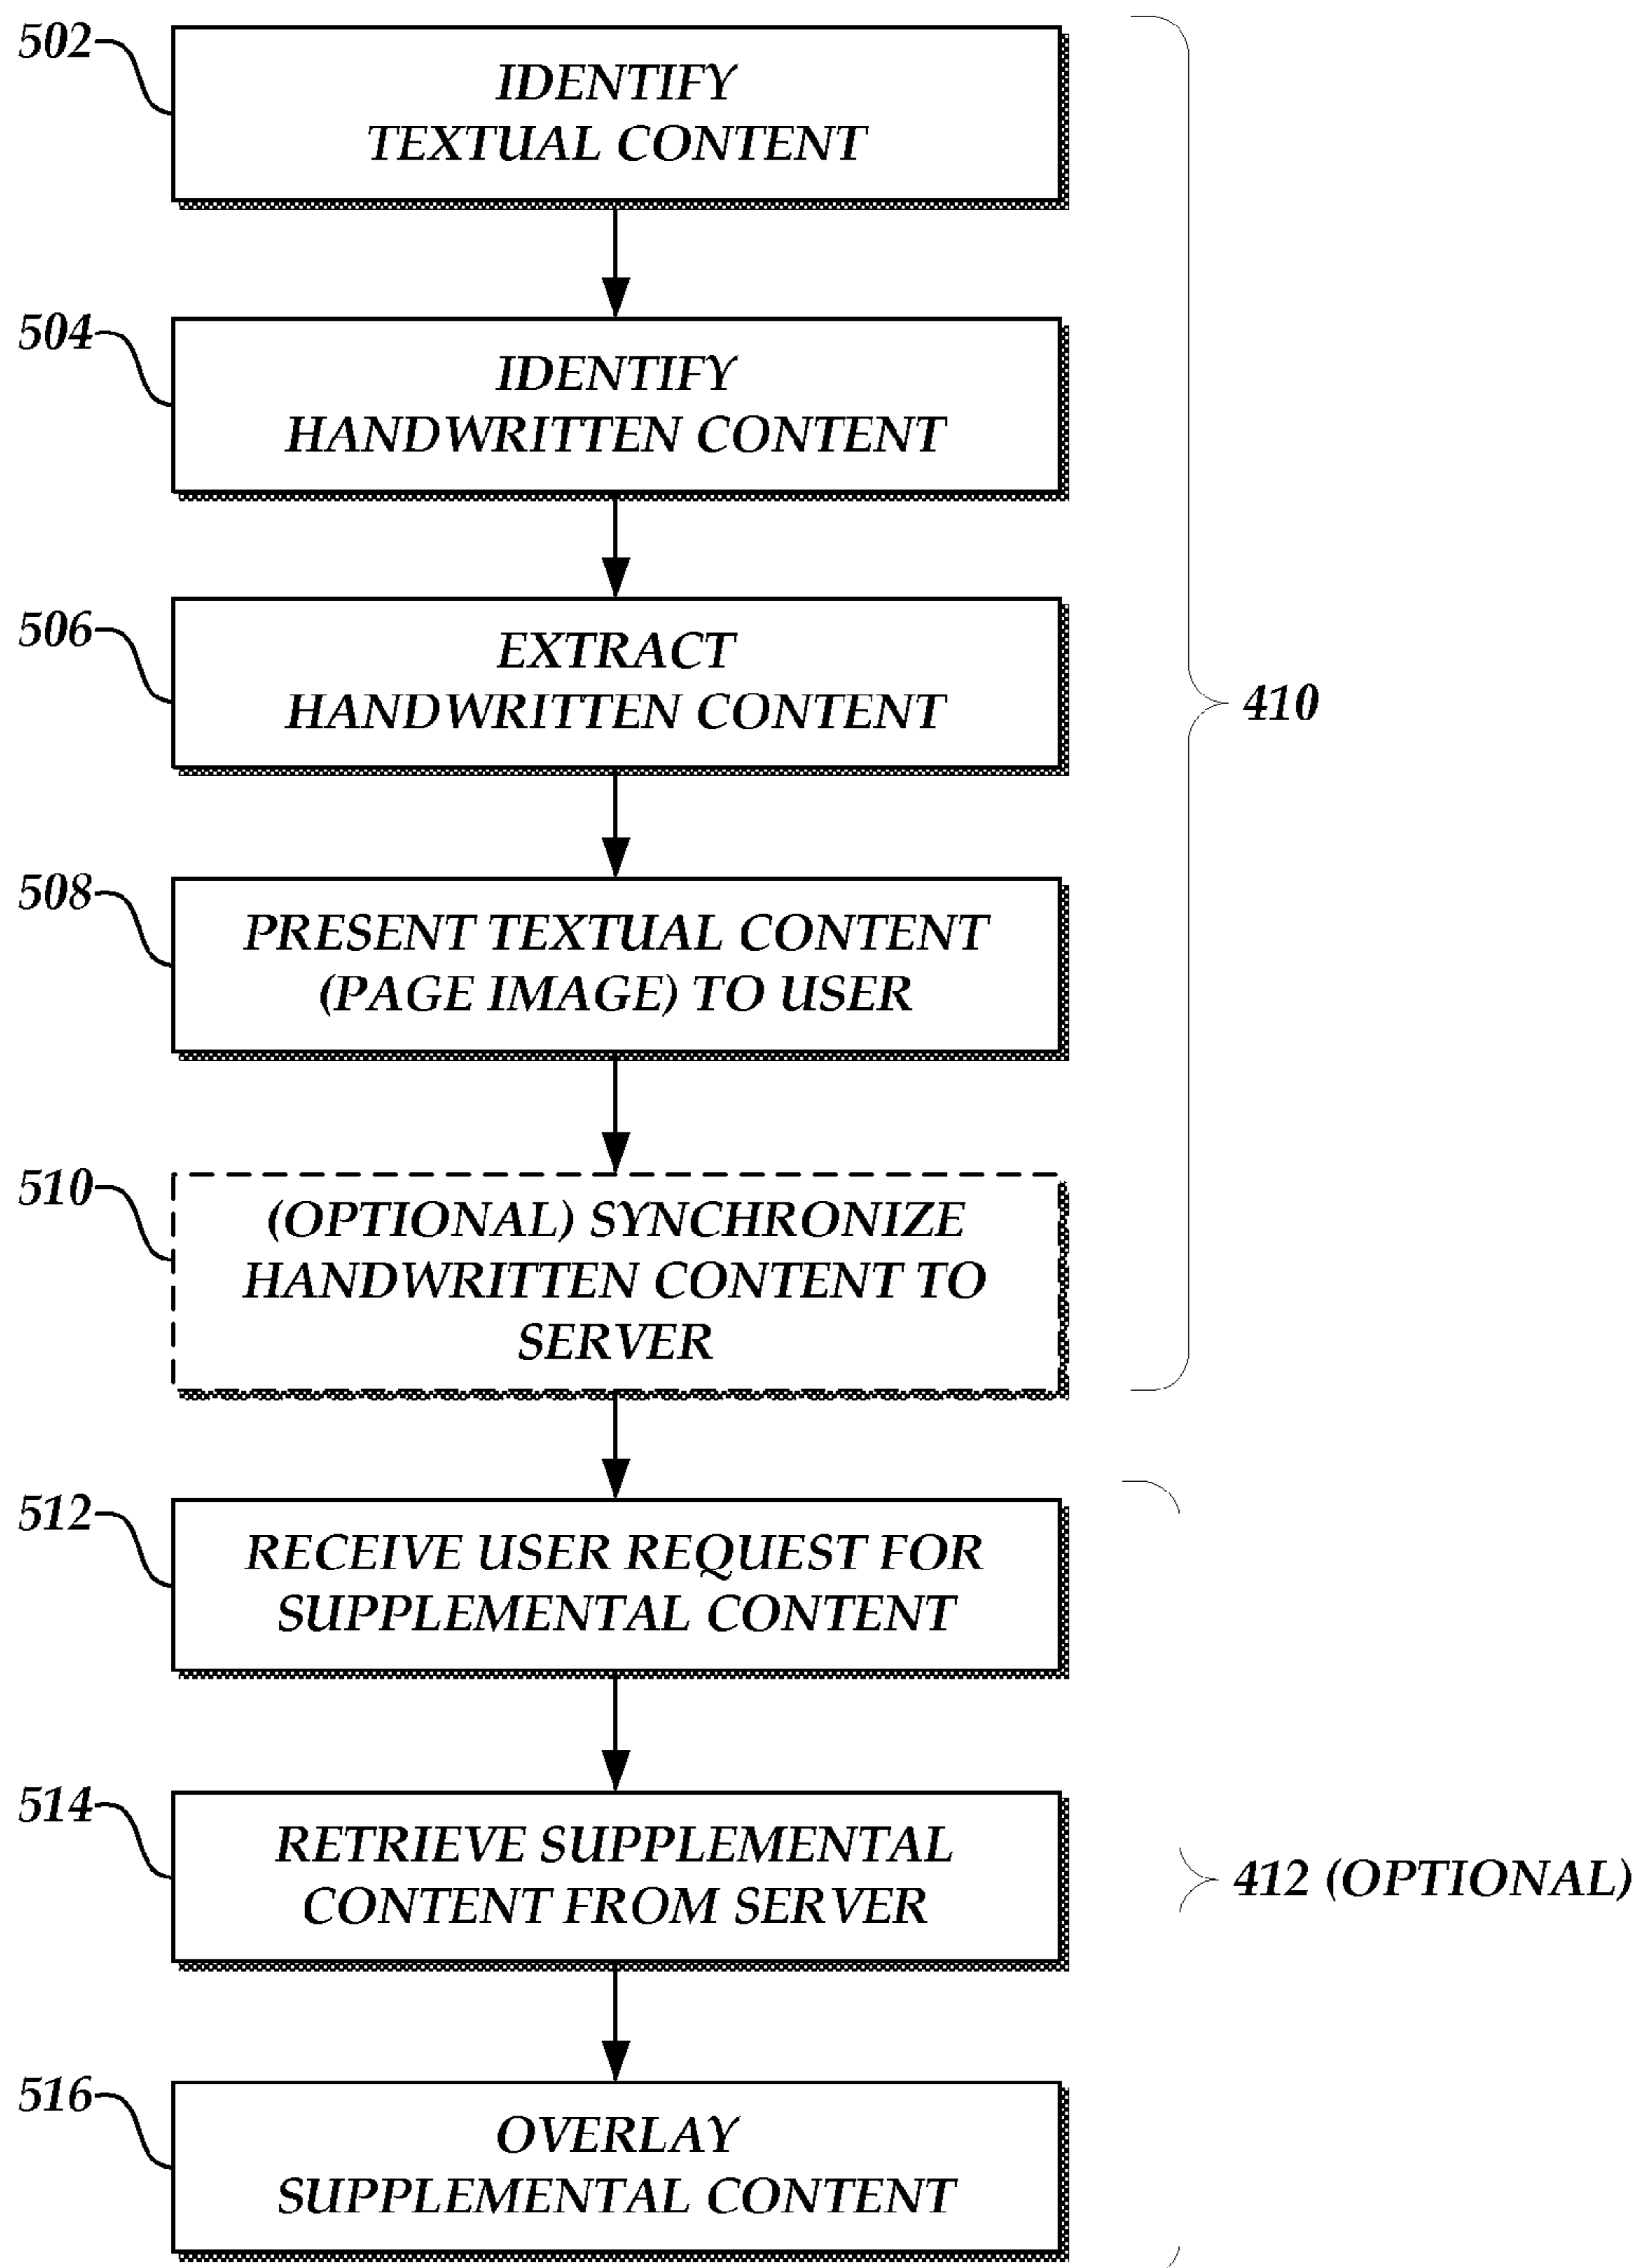 502
IDENTIFY
TEXTUAL CONTENT
504
IDENTIFY
HANDWRITTEN CONTENT
506
EXTRACT
HANDWRITTEN CONTENT
410
508
PRESENT TEXTUAL CONTENT
(PAGE IMAGE) TO USER
510
(OPTIONAL) SYNCHRONIZE
HANDWRITTEN CONTENT TO
SERVER
512
RECEIVE USER REQUEST FOR
SUPPLEMENTAL CONTENT
514
RETRIEVE SUPPLEMENTAL
CONTENT FROM SERVER
412 (OPTIONAL)
516
OVERLAY
SUPPLEMENTAL CONTENT